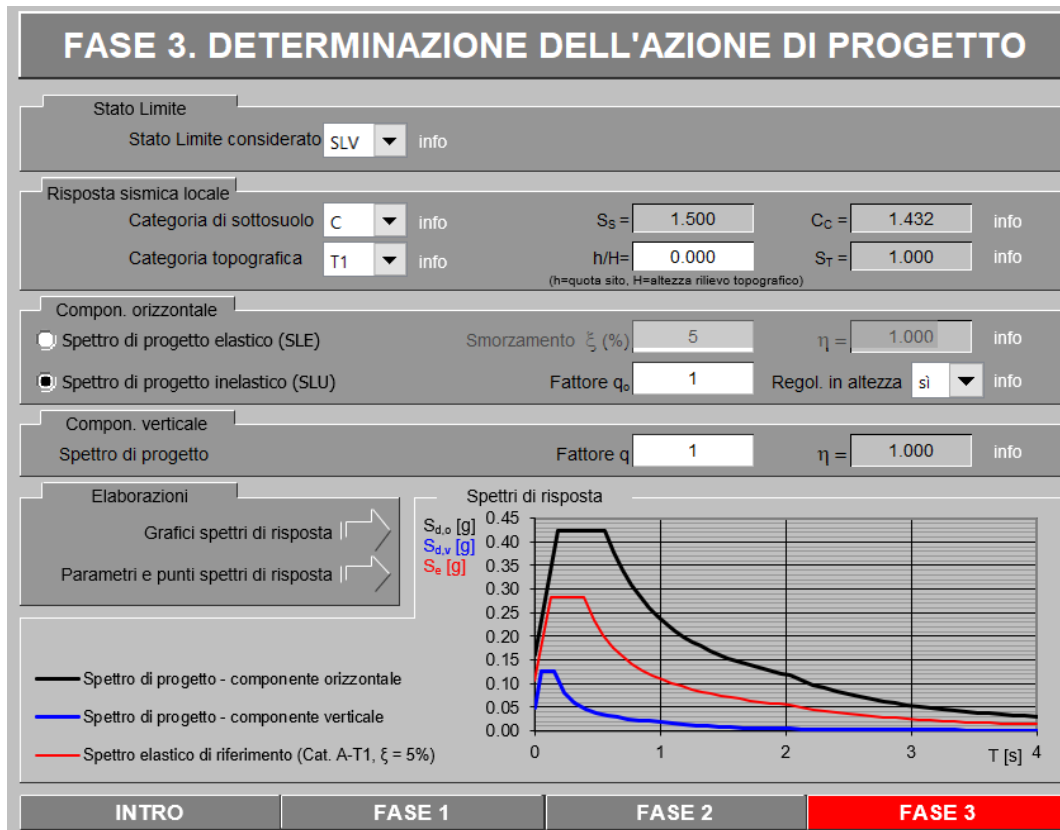 FASE 3. DETERMINAZIONE DELL'AZIONE DI PROGETTO
Stato Limite
Stato Limite considerato SLV info
Risposta sismica locale
Categoria di sottosuolo C info S_S = 1.500 C_C = 1.432 info
Categoria topografica T1 info h/H= 0.000 S_T = 1.000 info
(h=quota sito, H=altezza rilievo topografico)
Compon. orizzontale
Spettro di progetto elastico (SLE) Smorzamento ξ (%) 5 η = 1.000 info
Spettro di progetto inelastico (SLU) Fattore qₒ 1 Regol. in altezza sì info
Compon. verticale
Spettro di progetto Fattore q 1 η = 1.000 info
Elaborazioni
Grafici spettri di risposta
Parametri e punti spettri di risposta
Spettri di risposta
S_d,o [g]
S_d,v [g]
S_e [g]
0.45
0.40
0.35
0.30
0.25
0.20
0.15
0.10
0.05
0.00
0 1 2 3 T [s] 4
Spettro di progetto - componente orizzontale
Spettro di progetto - componente verticale
Spettro elastico di riferimento (Cat. A-T1, ξ = 5%)
INTRO FASE 1 FASE 2 FASE 3